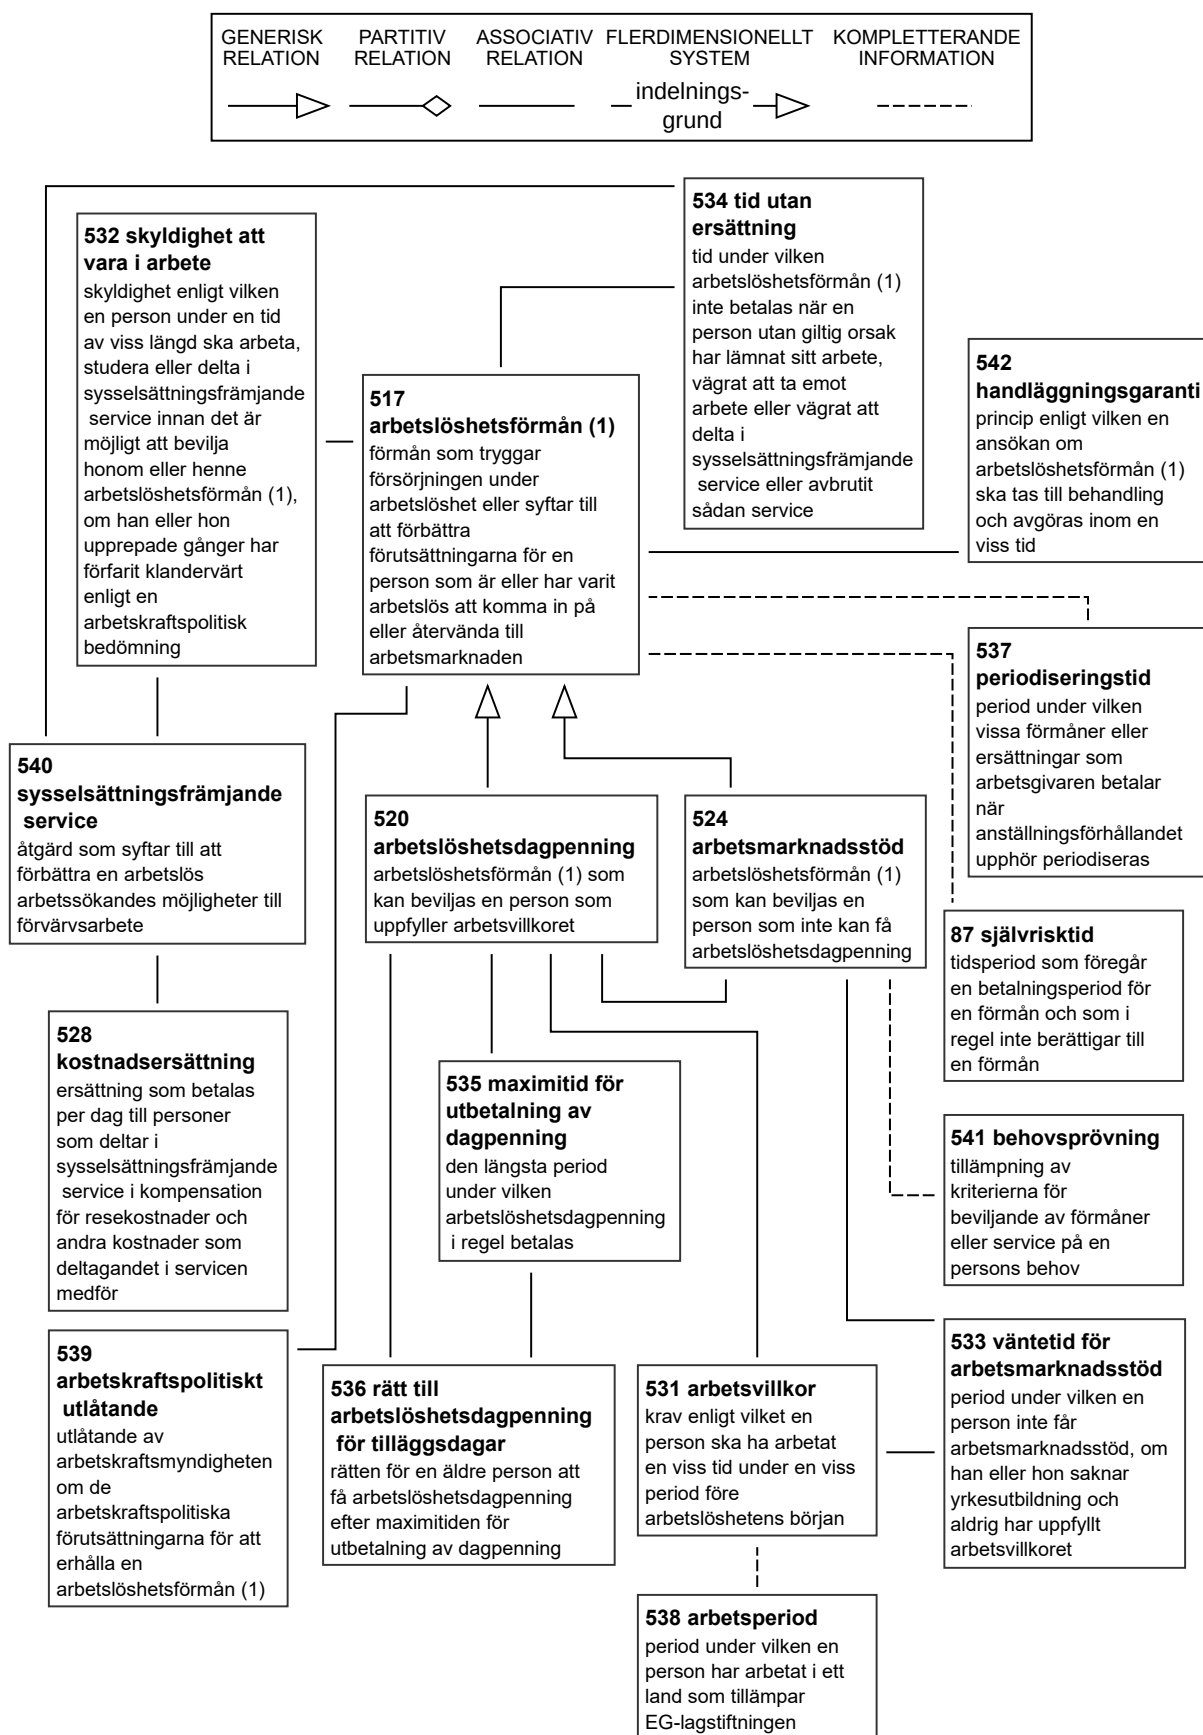 GENERISK
RELATION
PARTITIV
RELATION
ASSOCIATIV
RELATION
FLERDIMENSIONELLT
SYSTEM
indelnings-
grund
KOMPLETTERANDE
INFORMATION
532 skyldighet att
vara i arbete
skyldighet enligt vilken
en person under en tid
av viss längd ska arbeta,
studera eller delta i
sysselsättningsfrämjande
service innan det är
möjligt att bevilja
honom eller henne
arbetslöshetsförmån (1),
om han eller hon
upprepade gånger har
förfarit klandervärt
enligt en
arbetskraftspolitisk
bedömning
534 tid utan
ersättning
tid under vilken
arbetslöshetsförmån (1)
inte betalas när en
person utan giltig orsak
har lämnat sitt arbete,
vägrat att ta emot
arbete eller vägrat att
delta i
sysselsättningsfrämjande
service eller avbrutit
sådan service
517
arbetslöshetsförmån (1)
förmån som tryggar
försörjningen under
arbetslöshet eller syftar till
att förbättra
förutsättningarna för en
person som är eller har varit
arbetslös att komma in på
eller återvända till
arbetsmarknaden
542
handläggningsgaranti
princip enligt vilken en
ansökan om
arbetslöshetsförmån (1)
ska tas till behandling
och avgöras inom en
viss tid
537
periodiseringstid
period under vilken
vissa förmåner eller
ersättningar som
arbetsgivaren betalar
när
anställningsförhållandet
upphör periodiseras
540
sysselsättningsfrämjande
service
åtgärd som syftar till att
förbättra en arbetslös
arbetssökandes möjligheter till
förvärvsarbete
520
arbetslöshetsdagpenning
arbetslöshetsförmån (1) som
kan beviljas en person som
uppfyller arbetsvillkoret
524
arbetsmarknadsstöd
arbetslöshetsförmån (1)
som kan beviljas en
person som inte kan få
arbetslöshetsdagpenning
87 självrisktid
tidsperiod som föregår
en betalningsperiod för
en förmån och som i
regel inte berättigar till
en förmån
528
kostnadsersättning
ersättning som betalas
per dag till personer
som deltar i
sysselsättningsfrämjande
service i kompensation
för resekostnader och
andra kostnader som
deltagandet i servicen
medför
535 maximitid för
utbetalning av
dagpenning
den längsta period
under vilken
arbetslöshetsdagpenning
i regel betalas
541 behovsprövning
tillämpning av
kriterierna för
beviljande av förmåner
eller service på en
persons behov
539
arbetskraftspolitiskt
utlåtande
utlåtande av
arbetskraftsmyndigheten
om de
arbetskraftspolitiska
förutsättningarna för att
erhålla en
arbetslöshetsförmån (1)
536 rätt till
arbetslöshetsdagpenning
för tilläggsdagar
rätten för en äldre person att
få arbetslöshetsdagpenning
efter maximitiden för
utbetalning av dagpenning
531 arbetsvillkor
krav enligt vilket en
person ska ha arbetat
en viss tid under en viss
period före
arbetslöshetens början
533 väntetid för
arbetsmarknadsstöd
period under vilken en
person inte får
arbetsmarknadsstöd, om
han eller hon saknar
yrkesutbildning och
aldrig har uppfyllt
arbetsvillkoret
538 arbetsperiod
period under vilken en
person har arbetat i ett
land som tillämpar
EG-lagstiftningen